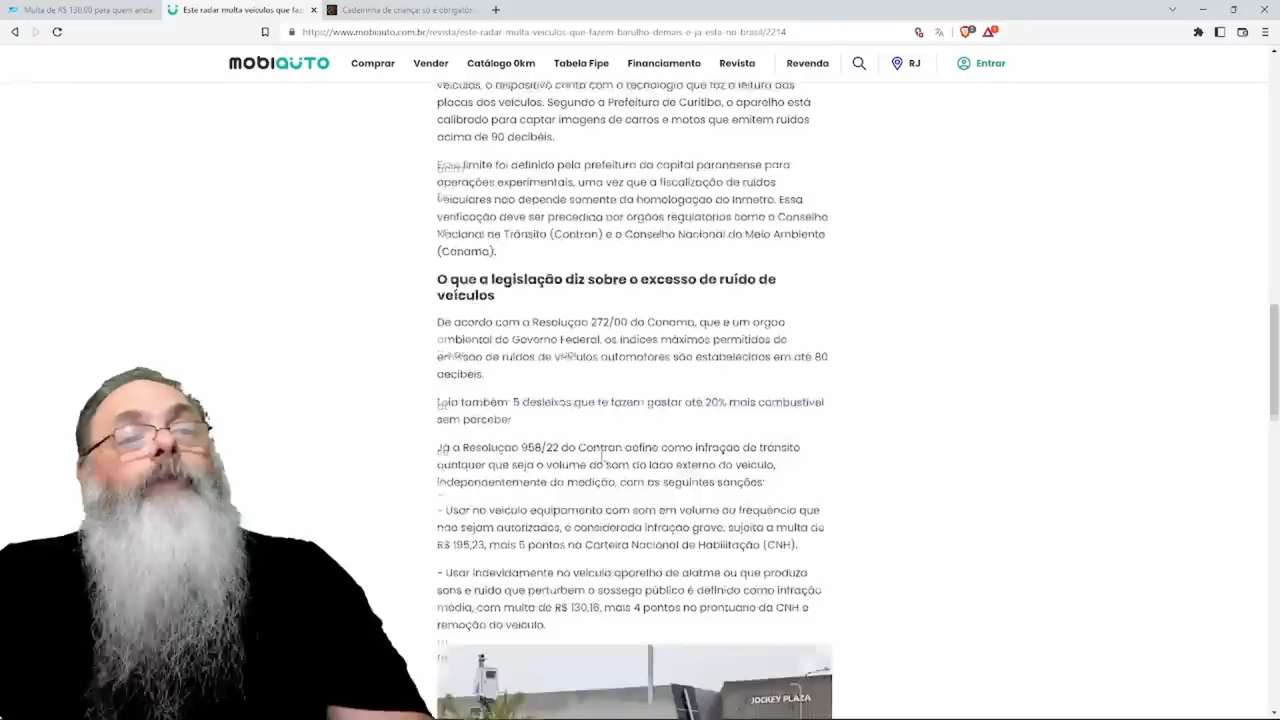 Multa de R$ 130,00 para quem andar
Este radar multa veículos que faz
Cadeirinha de criança: só é obrigatór
https://www.mobiauto.com.br/revista/este-radar-multa-veiculos-que-fazem-barulho-demais-e-ja-esta-no-brasil/2214
mobiauto
Comprar
Vender
Catálogo 0km
Tabela Fipe
Financiamento
Revista
Revenda
RJ
Entrar
veículos, o dispositivo conta com a tecnologia que faz a leitura das
placas dos veículos. Segundo a Prefeitura de Curitiba, o aparelho está
calibrado para captar imagens de carros e motos que emitem ruídos
acima de 90 decibéis.
limite foi definido pela prefeitura da capital paranaense para
operações experimentais, uma vez que a fiscalização de ruídos
veiculares não depende somente da homologação do Inmetro. Essa
verificação deve ser precedida por órgãos regulatórios como o Conselho
Nacional de Trânsito (Contran) e o Conselho Nacional do Meio Ambiente
(Conama).
O que a legislação diz sobre o excesso de ruído de
veículos
De acordo com a Resolução 272/00 do Conama, que é um órgão
ambiental do Governo Federal, os índices máximos permitidos de
emissão de ruídos de veículos automotores são estabelecidos em até 80
decibéis.
Leia também: 5 desleixos que te fazem gastar até 20% mais combustível
sem perceber
Já a Resolução 958/22 do Contran define como infração de trânsito
qualquer que seja o volume do som do lado externo do veículo,
independentemente da medição, com as seguintes sanções:
- Usar no veículo equipamento com som em volume ou frequência que
não sejam autorizados, é considerada infração grave, sujeita a multa de
R$ 195,23, mais 5 pontos na Carteira Nacional de Habilitação (CNH).
- Usar indevidamente no veículo aparelho de alarme ou que produza
sons e ruído que perturbem o sossego público é definido como infração
média, com multa de R$ 130,16, mais 4 pontos no prontuário da CNH e
remoção do veículo.
JOCKEY PLAZA